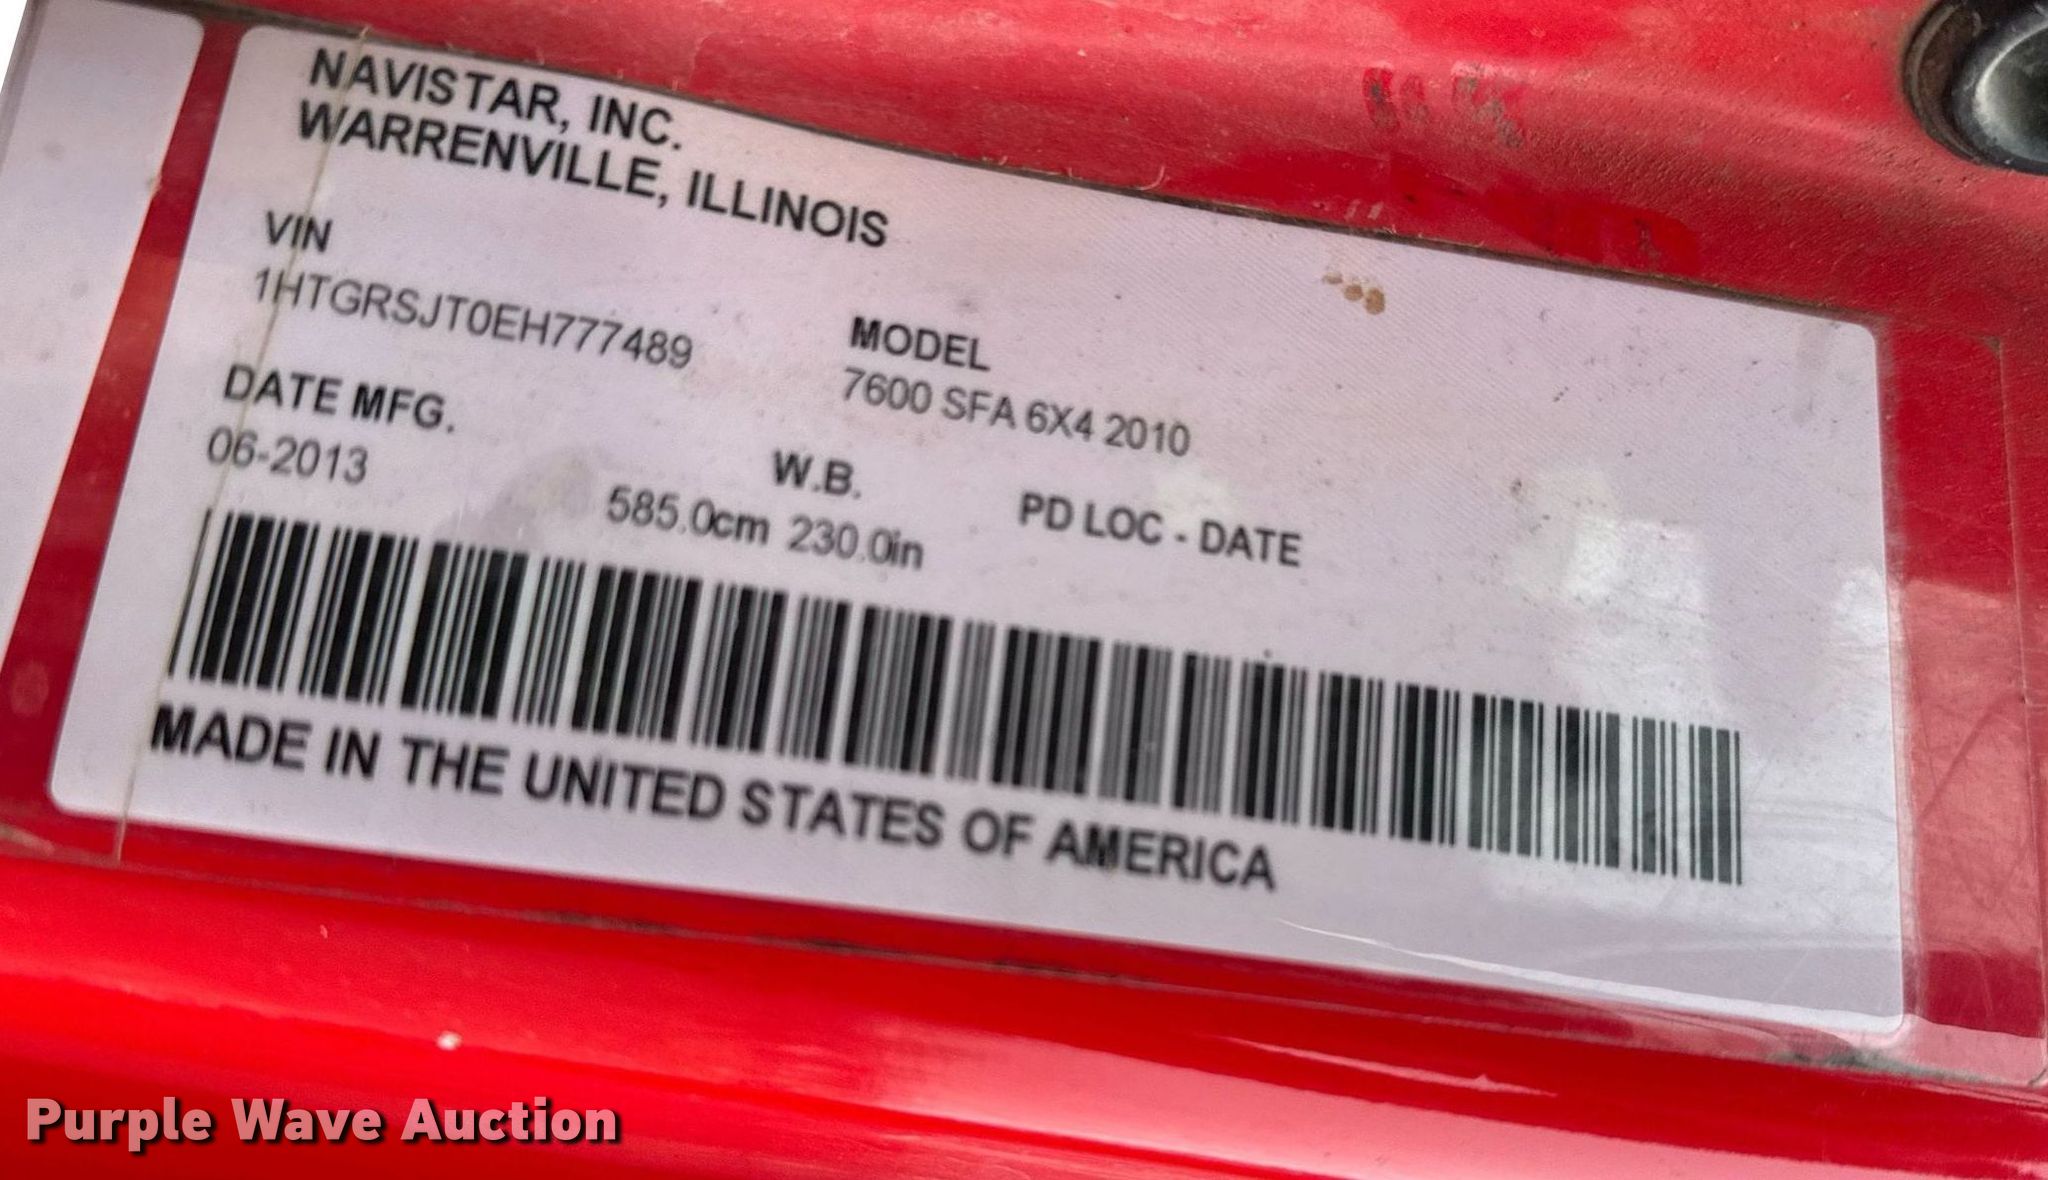 NAVISTAR, INC.
WARRENVILLE, ILLINOIS
VIN
1HTGRSJT0EH777489
MODEL
7600 SFA 6X4 2010
DATE MFG.
06-2013
W.B.
585.0cm 230.0in
PD LOC - DATE
MADE IN THE UNITED STATES OF AMERICA
Purple Wave Auction